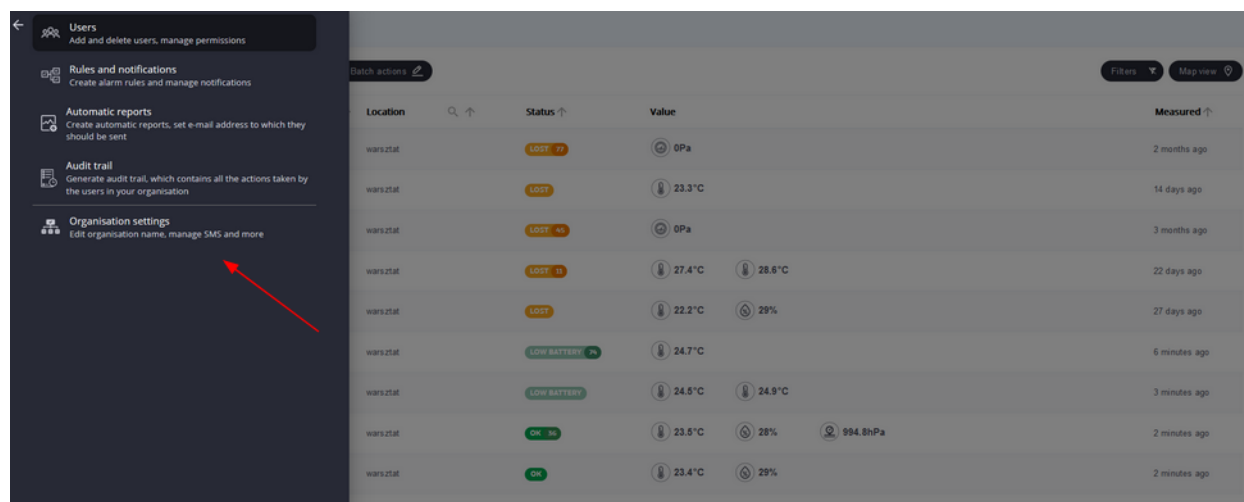 Users
Add and delete users, manage permissions
Rules and notifications
Create alarm rules and manage notifications
Automatic reports
Create automatic reports, set e-mail address to which they
should be sent
Audit trail
Generate audit trail, which contains all the actions taken by
the users in your organisation
Organisation settings
Edit organisation name, manage SMS and more
Batch actions Filters Map view
Location Status Value Measured
warsztat LOST 77 0Pa 2 months ago
warsztat LOST 23.3°C 14 days ago
warsztat LOST 45 0Pa 3 months ago
warsztat LOST 11 27.4°C 28.6°C 22 days ago
warsztat LOST 22.2°C 29% 27 days ago
warsztat LOW BATTERY 74 24.7°C 6 minutes ago
warsztat LOW BATTERY 24.5°C 24.9°C 3 minutes ago
warsztat OK 96 23.5°C 28% 994.8hPa 2 minutes ago
warsztat OK 23.4°C 29% 2 minutes ago